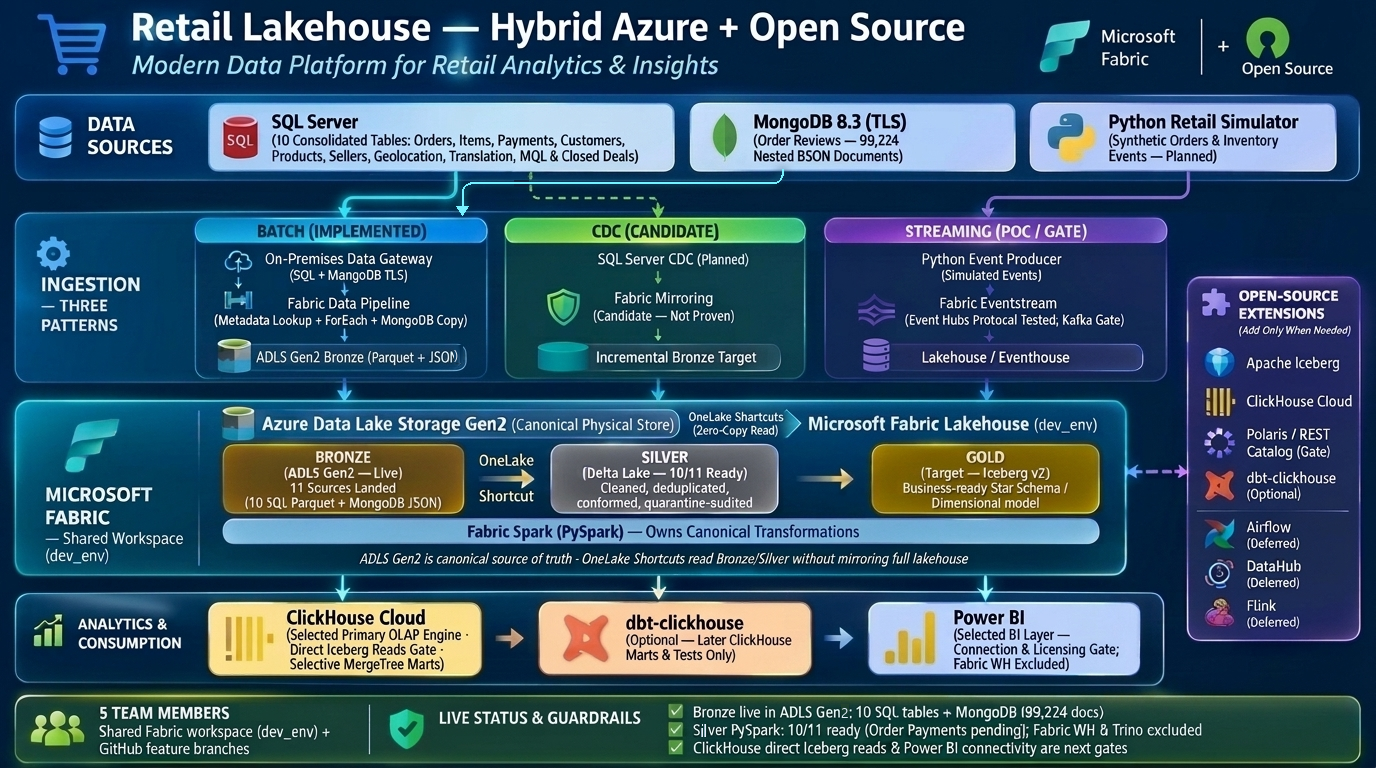 Retail Lakehouse — Hybrid Azure + Open Source
Modern Data Platform for Retail Analytics & Insights
Microsoft
Fabric
+
Open Source
DATA
SOURCES
SQL
SQL Server
(10 Consolidated Tables: Orders, Items, Payments, Customers,
Products, Sellers, Geolocation, Translation, MQL & Closed Deals)
MongoDB 8.3 (TLS)
(Order Reviews — 99,224
Nested BSON Documents)
Python Retail Simulator
(Synthetic Orders & Inventory
Events — Planned)
INGESTION
— THREE
PATTERNS
BATCH (IMPLEMENTED)
On-Premises Data Gateway
(SQL + MangoDB TLS)
Fabric Data Pipeline
(Metadata Lookup + ForEach + MongoDB Copy)
ADLS Gen2 Bronze (Parquet + JSON)
CDC (CANDIDATE)
SQL Server CDC (Planned)
Fabric Mirroring
(Candidate — Not Proven)
Incremental Bronze Target
STREAMING (POC / GATE)
Python Event Producer
(Simulated Events)
Fabric Eventstream
(Event Hubs Protocal Tested; Kafka Gate)
Lakehouse / Eventhouse
OPEN-SOURCE
EXTENSIONS
(Add Only When Needed)
Apache Iceberg
ClickHouse Cloud
Polaris / REST
Catalog (Gate)
dbt-clickhouse
(Optional)
Airflow
(Deferred)
DataHub
(Deferred)
Flink
(Deferred)
MICROSOFT
FABRIC
— Shared Workspace
(dev_env)
Azure Data Lake Storage Gen2 (Canonical Physical Store)
OneLake Shartcuts
(Zero-Copy Read)
Microsoft Fabric Lakehouse (dev_env)
BRONZE
(ADLS Gen2 — Live)
11 Sources Landed
(10 SQL Parquet + MongoDB JSON)
OneLake
Shortcut
SILVER
(Delta Lake — 10/11 Ready)
Cleaned, deduplicated,
conformed, quarantine-sudited
GOLD
(Target — Iceberg v2)
Business-ready Star Schema /
Dimensional model
Fabric Spark (PySpark) — Owns Canonical Transformations
ADLS Gen2 is canonical source of truth - OneLake Shortcuts read Bronze/Silver without mirroring full lakehouse
ANALYTICS &
CONSUMPTION
ClickHouse Cloud
(Selected Primary OLAP Engine ·
Direct Iceberg Reads Gate ·
Selective MergeTree Marts)
dbt-clickhouse
(Optional — Later ClickHouse
Marts & Tests Only)
Power BI
(Selected BI Layer —
Connection & Licensing Gate;
Fabric WH Excluded)
5 TEAM MEMBERS
Shared Fabric workspace (dev_env) +
GitHub feature branches
LIVE STATUS & GUARDRAILS
Bronze live in ADLS Gen2: 10 SQL tables + MongoDB (99,224 docs)
Silver PySpark: 10/11 ready (Order Payments pending]; Fabric WH & Trino cxcluded
ClickHouse direct Iceberg reads & Power BI connectivity are next gates